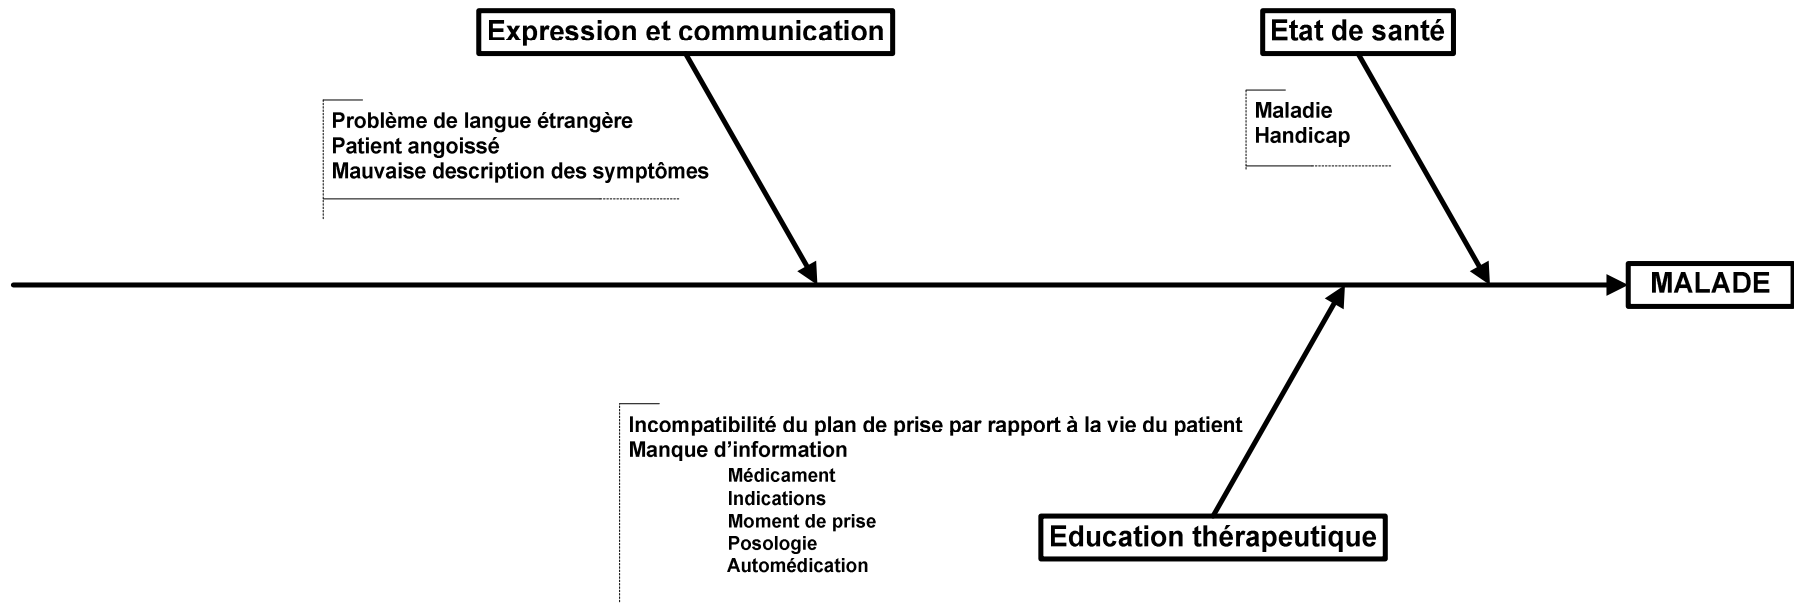 Expression et communication
Etat de santé
Problème de langue étrangère
Patient angoissé
Mauvaise description des symptômes
Maladie
Handicap
MALADE
Incompatibilité du plan de prise par rapport à la vie du patient
Manque d’information
Médicament
Indications
Moment de prise
Posologie
Automédication
Education thérapeutique